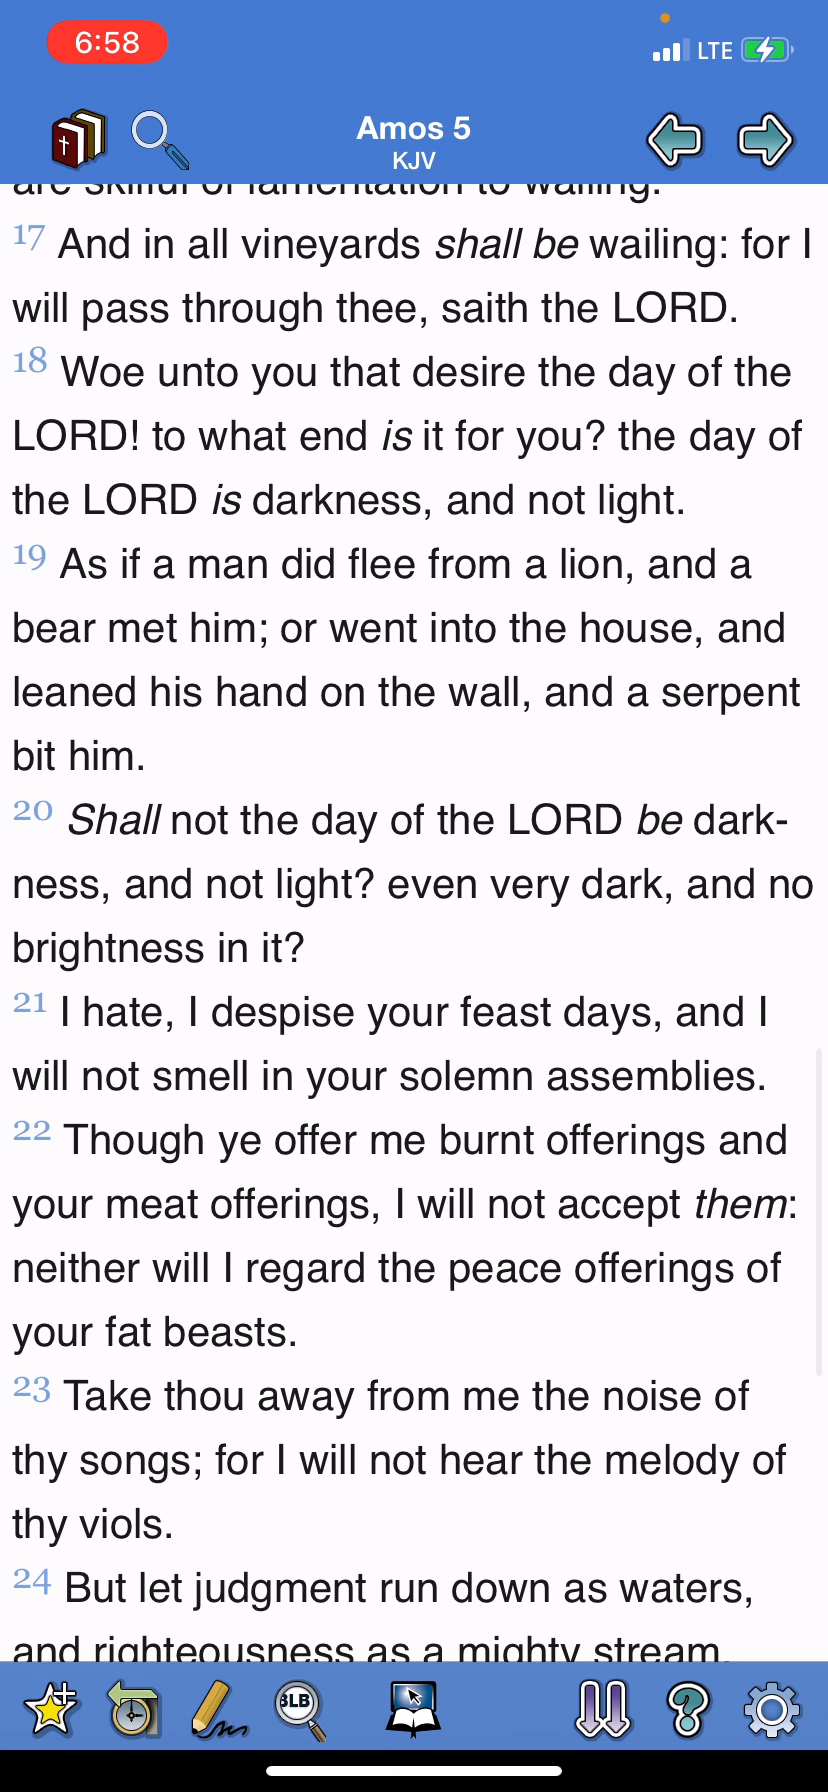 6:58
LTE
Amos 5
KJV
are skilful of lamentation to wailing.
17 And in all vineyards shall be wailing: for I
will pass through thee, saith the LORD.
18 Woe unto you that desire the day of the
LORD! to what end is it for you? the day of
the LORD is darkness, and not light.
19 As if a man did flee from a lion, and a
bear met him; or went into the house, and
leaned his hand on the wall, and a serpent
bit him.
20 Shall not the day of the LORD be dark-
ness, and not light? even very dark, and no
brightness in it?
21 I hate, I despise your feast days, and I
will not smell in your solemn assemblies.
22 Though ye offer me burnt offerings and
your meat offerings, I will not accept them:
neither will I regard the peace offerings of
your fat beasts.
23 Take thou away from me the noise of
thy songs; for I will not hear the melody of
thy viols.
24 But let judgment run down as waters,
and righteousness as a mighty stream.
BLB